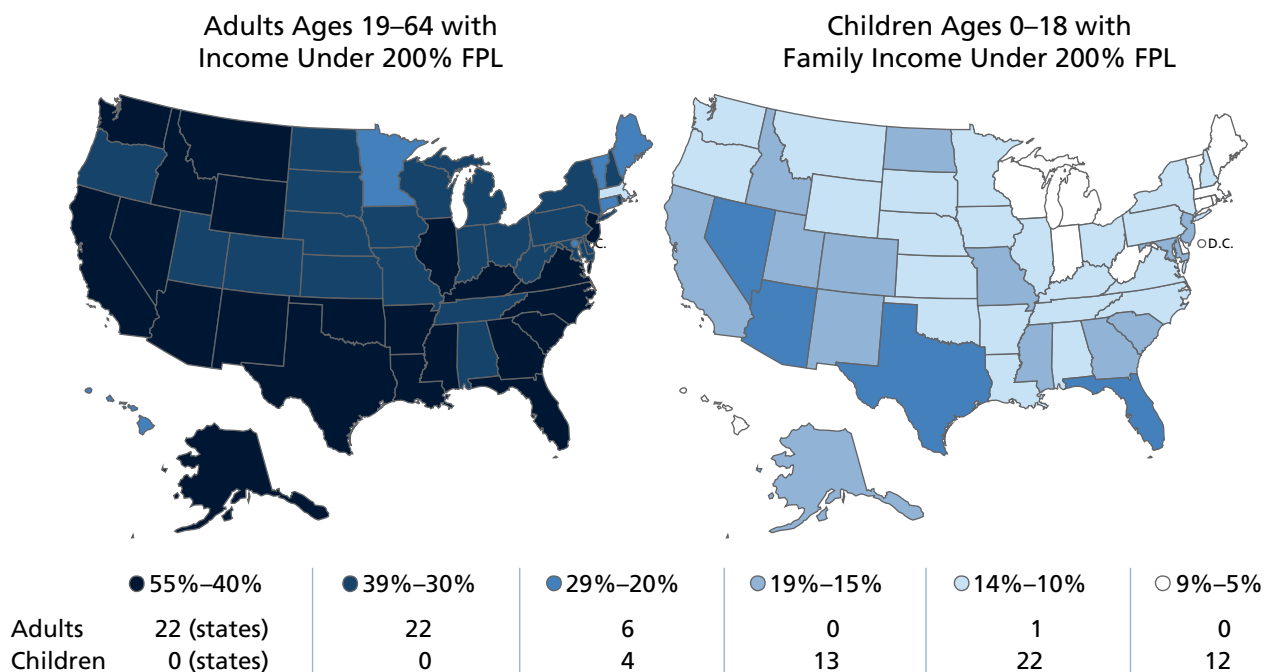 Adults Ages 19–64 with
Income Under 200% FPL
Children Ages 0–18 with
Family Income Under 200% FPL
C.
D.C.
55%–40% 39%–30% 29%–20% 19%–15% 14%–10% 9%–5%
Adults 22 (states) 22 6 0 1 0
Children 0 (states) 0 4 13 22 12